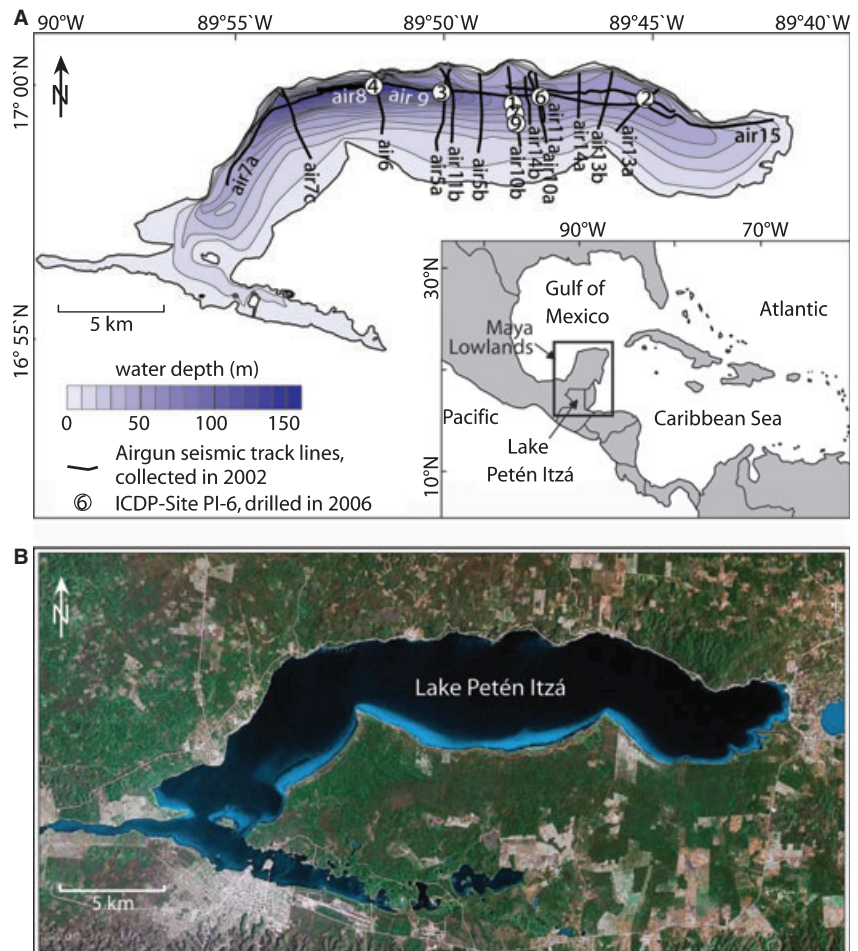 A
90°W
89°55`W
89°50`W
89°45`W
89°40`W
17° 00`N
16° 55`N
N
air8
air 9
4
3
1
9
6
2
air7a
air7c
air6
air5a
air11b
air5b
air10b
air14b
air11a
air10a
air14a
air13b
air13a
air15
5 km
water depth (m)
0 50 100 150
Airgun seismic track lines,
collected in 2002
6 ICDP-Site PI-6, drilled in 2006
90°W
70°W
30°N
10°N
Gulf of
Mexico
Atlantic
Maya
Lowlands
Pacific
Caribbean Sea
Lake
Petén Itzá
B
N
Lake Petén Itzá
5 km